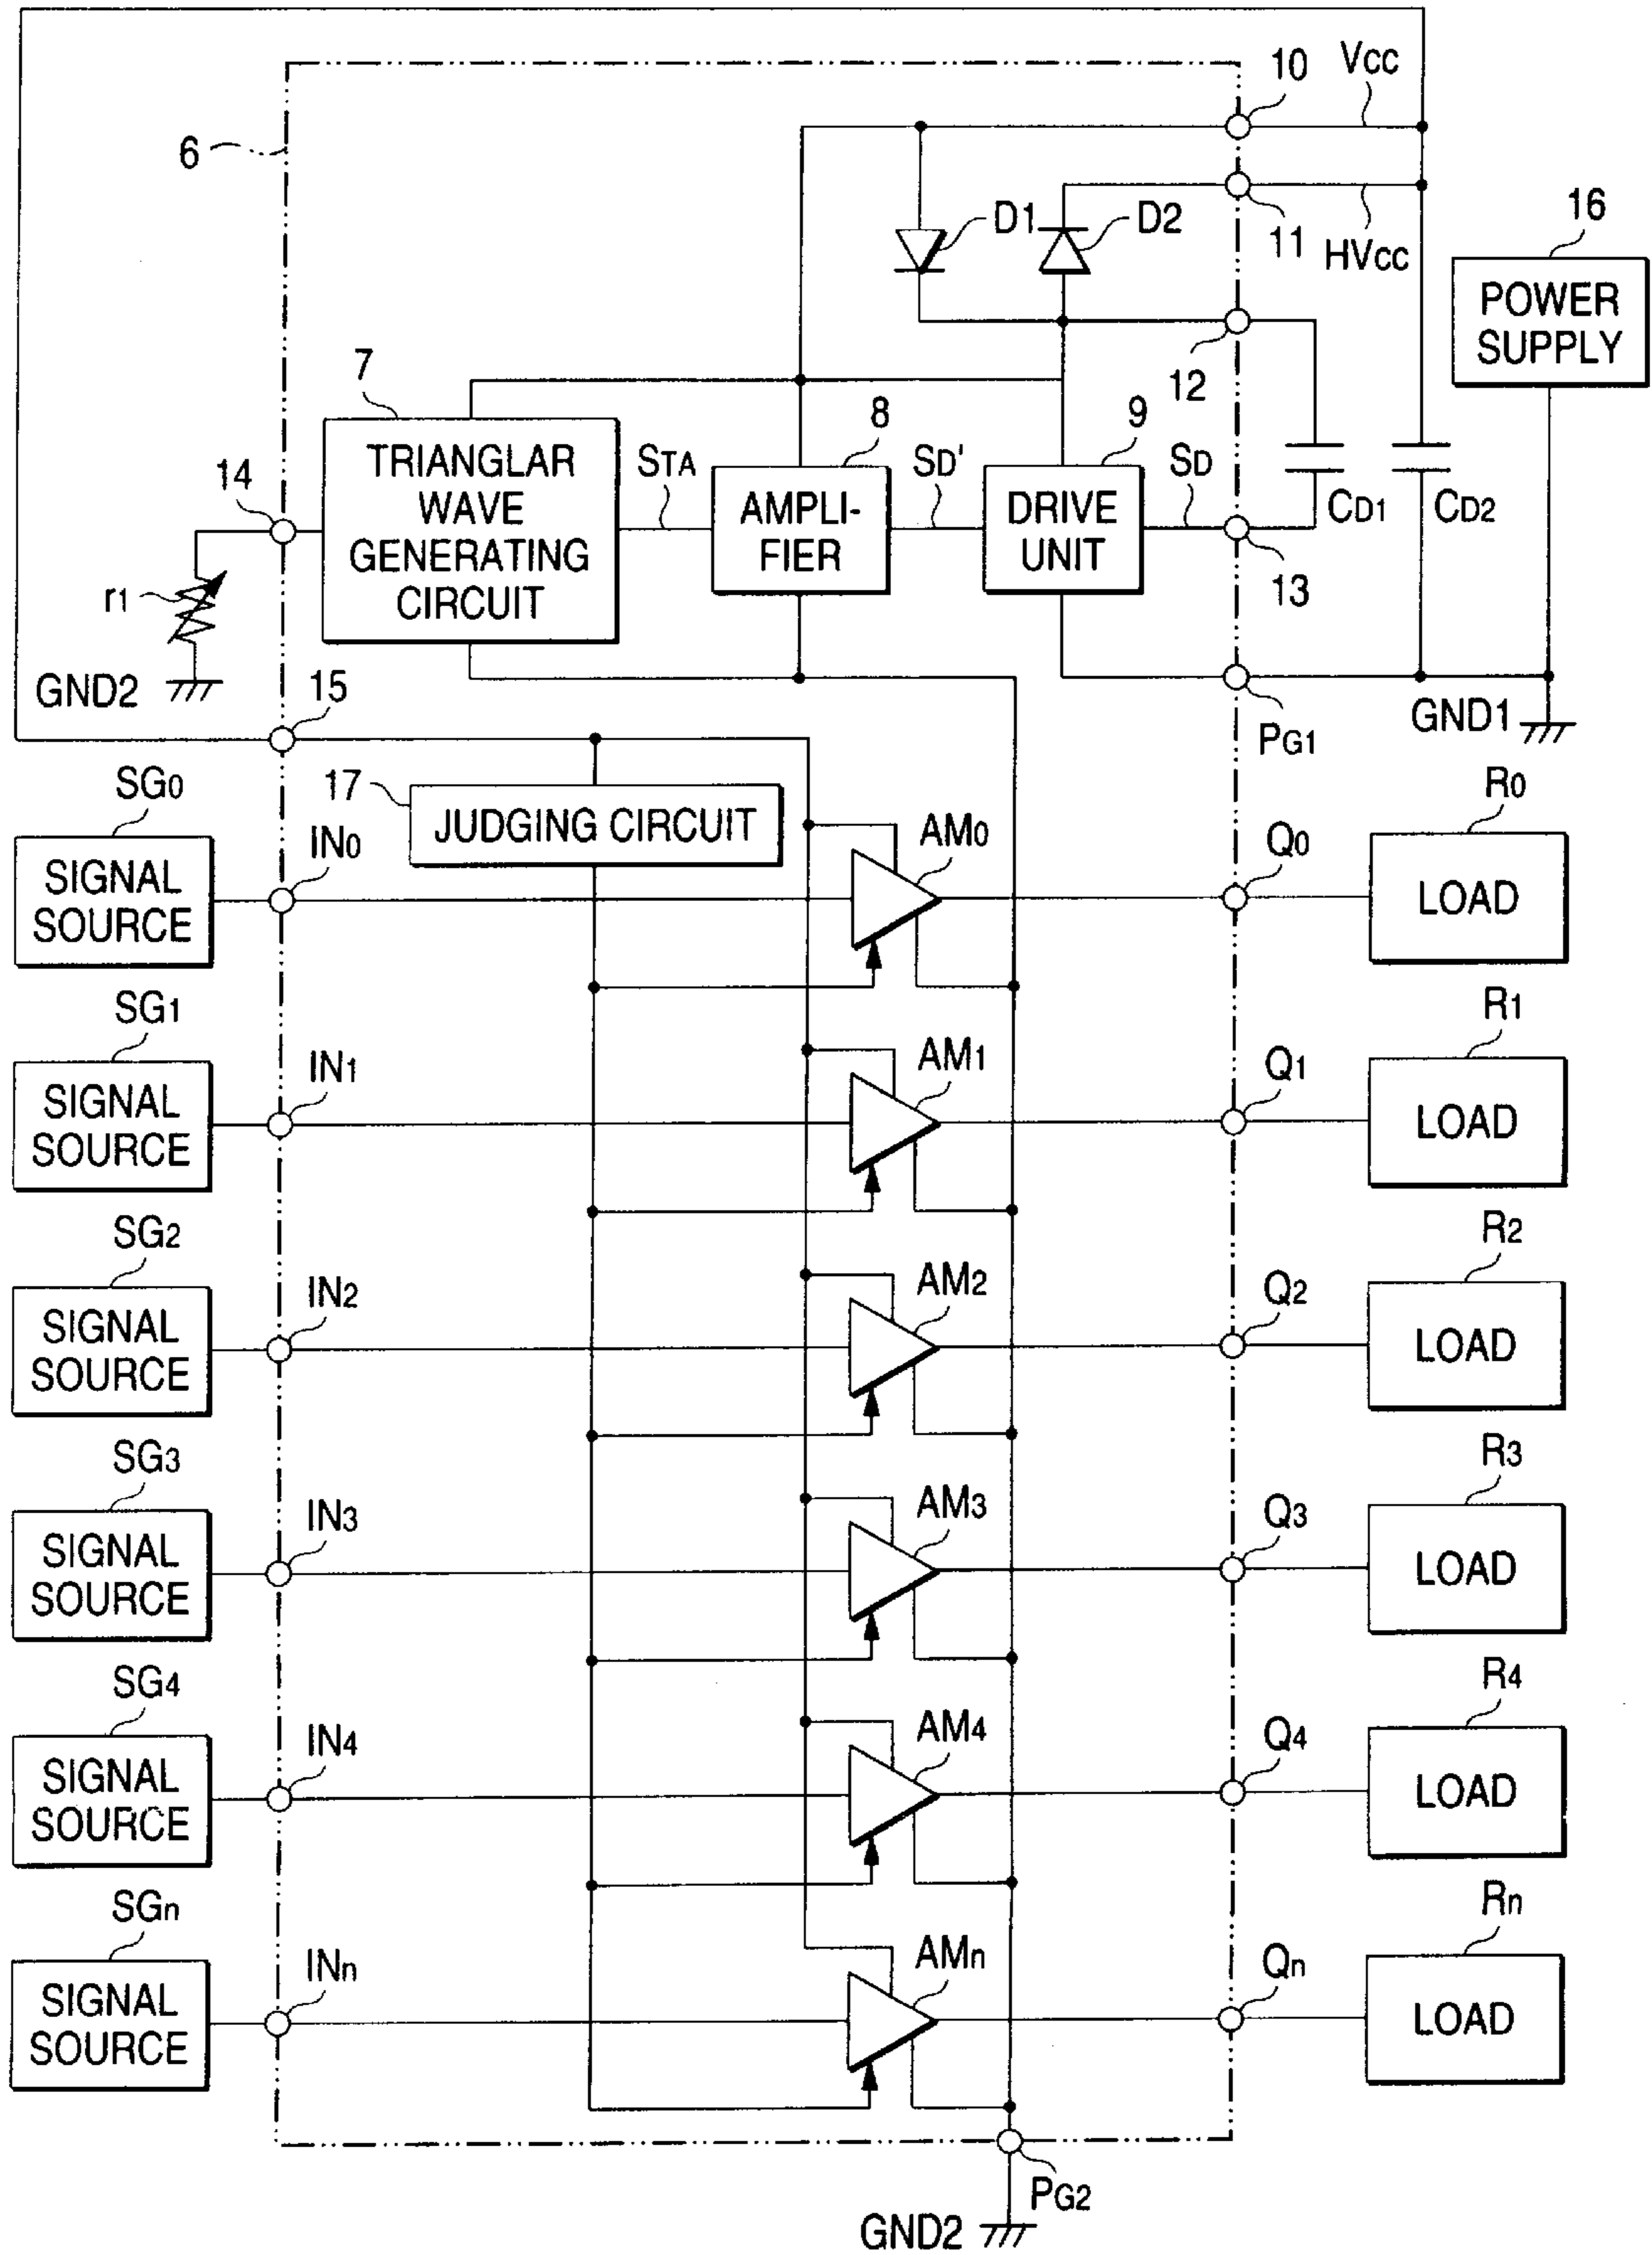 10
VCC
6
D1
D2
11
HVCC
16
POWER
SUPPLY
12
7
8
9
TRIANGLAR
WAVE
GENERATING
CIRCUIT
STA
AMPLI-
FIER
SD'
DRIVE
UNIT
SD
CD1
CD2
14
13
r1
GND2
15
GND1
PG1
SG0
17
JUDGING CIRCUIT
R0
SIGNAL
SOURCE
IN0
AM0
Q0
LOAD
SG1
R1
SIGNAL
SOURCE
IN1
AM1
Q1
LOAD
SG2
R2
SIGNAL
SOURCE
IN2
AM2
Q2
LOAD
SG3
R3
SIGNAL
SOURCE
IN3
AM3
Q3
LOAD
SG4
R4
SIGNAL
SOURCE
IN4
AM4
Q4
LOAD
SGn
Rn
SIGNAL
SOURCE
INn
AMn
Qn
LOAD
PG2
GND2